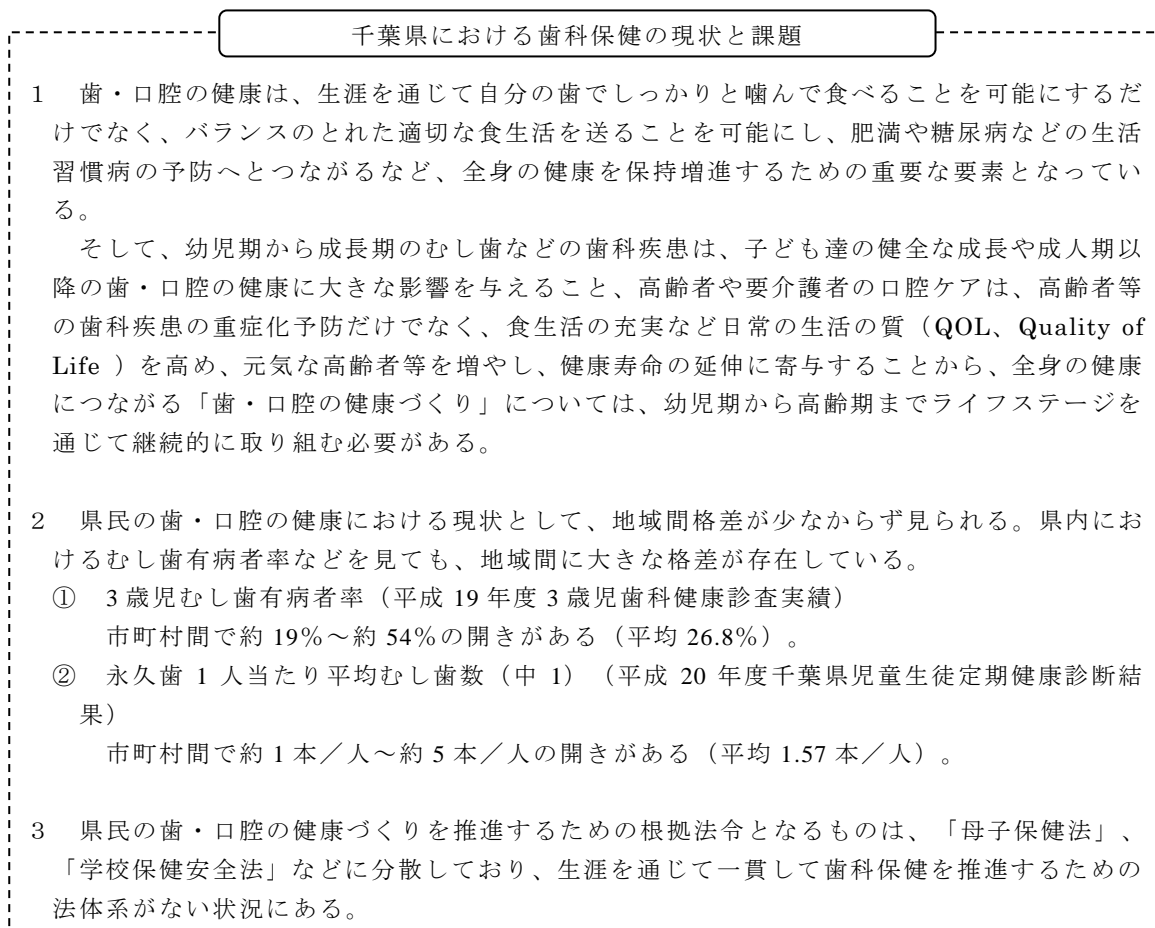 千葉県における歯科保健の現状と課題
１　歯・口腔の健康は、生涯を通じて自分の歯でしっかりと噛んで食べることを可能にするだ
けでなく、バランスのとれた適切な食生活を送ることを可能にし、肥満や糖尿病などの生活
習慣病の予防へとつながるなど、全身の健康を保持増進するための重要な要素となってい
る。
そして、幼児期から成長期のむし歯などの歯科疾患は、子ども達の健全な成長や成人期以
降の歯・口腔の健康に大きな影響を与えること、高齢者や要介護者の口腔ケアは、高齢者等
の歯科疾患の重症化予防だけでなく、食生活の充実など日常の生活の質（QOL、Quality of
Life ）を高め、元気な高齢者等を増やし、健康寿命の延伸に寄与することから、全身の健康
につながる「歯・口腔の健康づくり」については、幼児期から高齢期までライフステージを
通じて継続的に取り組む必要がある。
２　県民の歯・口腔の健康における現状として、地域間格差が少なからず見られる。県内にお
けるむし歯有病者率などを見ても、地域間に大きな格差が存在している。
①　3 歳児むし歯有病者率（平成 19 年度 3 歳児歯科健康診査実績）
市町村間で約 19％～約 54％の開きがある（平均 26.8％）。
②　永久歯 1 人当たり平均むし歯数（中 1）（平成 20 年度千葉県児童生徒定期健康診断結
果）
市町村間で約 1 本／人～約 5 本／人の開きがある（平均 1.57 本／人）。
３　県民の歯・口腔の健康づくりを推進するための根拠法令となるものは、「母子保健法」、
「学校保健安全法」などに分散しており、生涯を通じて一貫して歯科保健を推進するための
法体系がない状況にある。